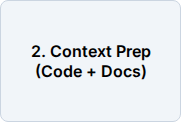 2. Context Prep
(Code + Docs)